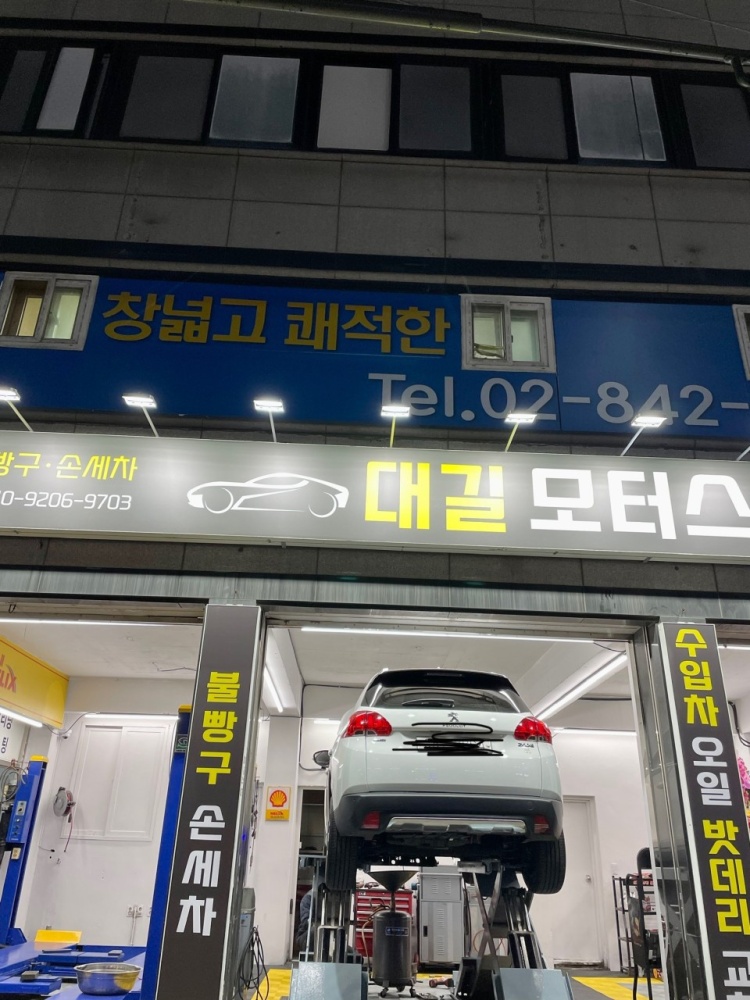 창넓고 쾌적한
Tel.02-842-
방구·손세차
0-9206-9703
대길 모터스
불빵구 손세차
수입차 오일 밧데리